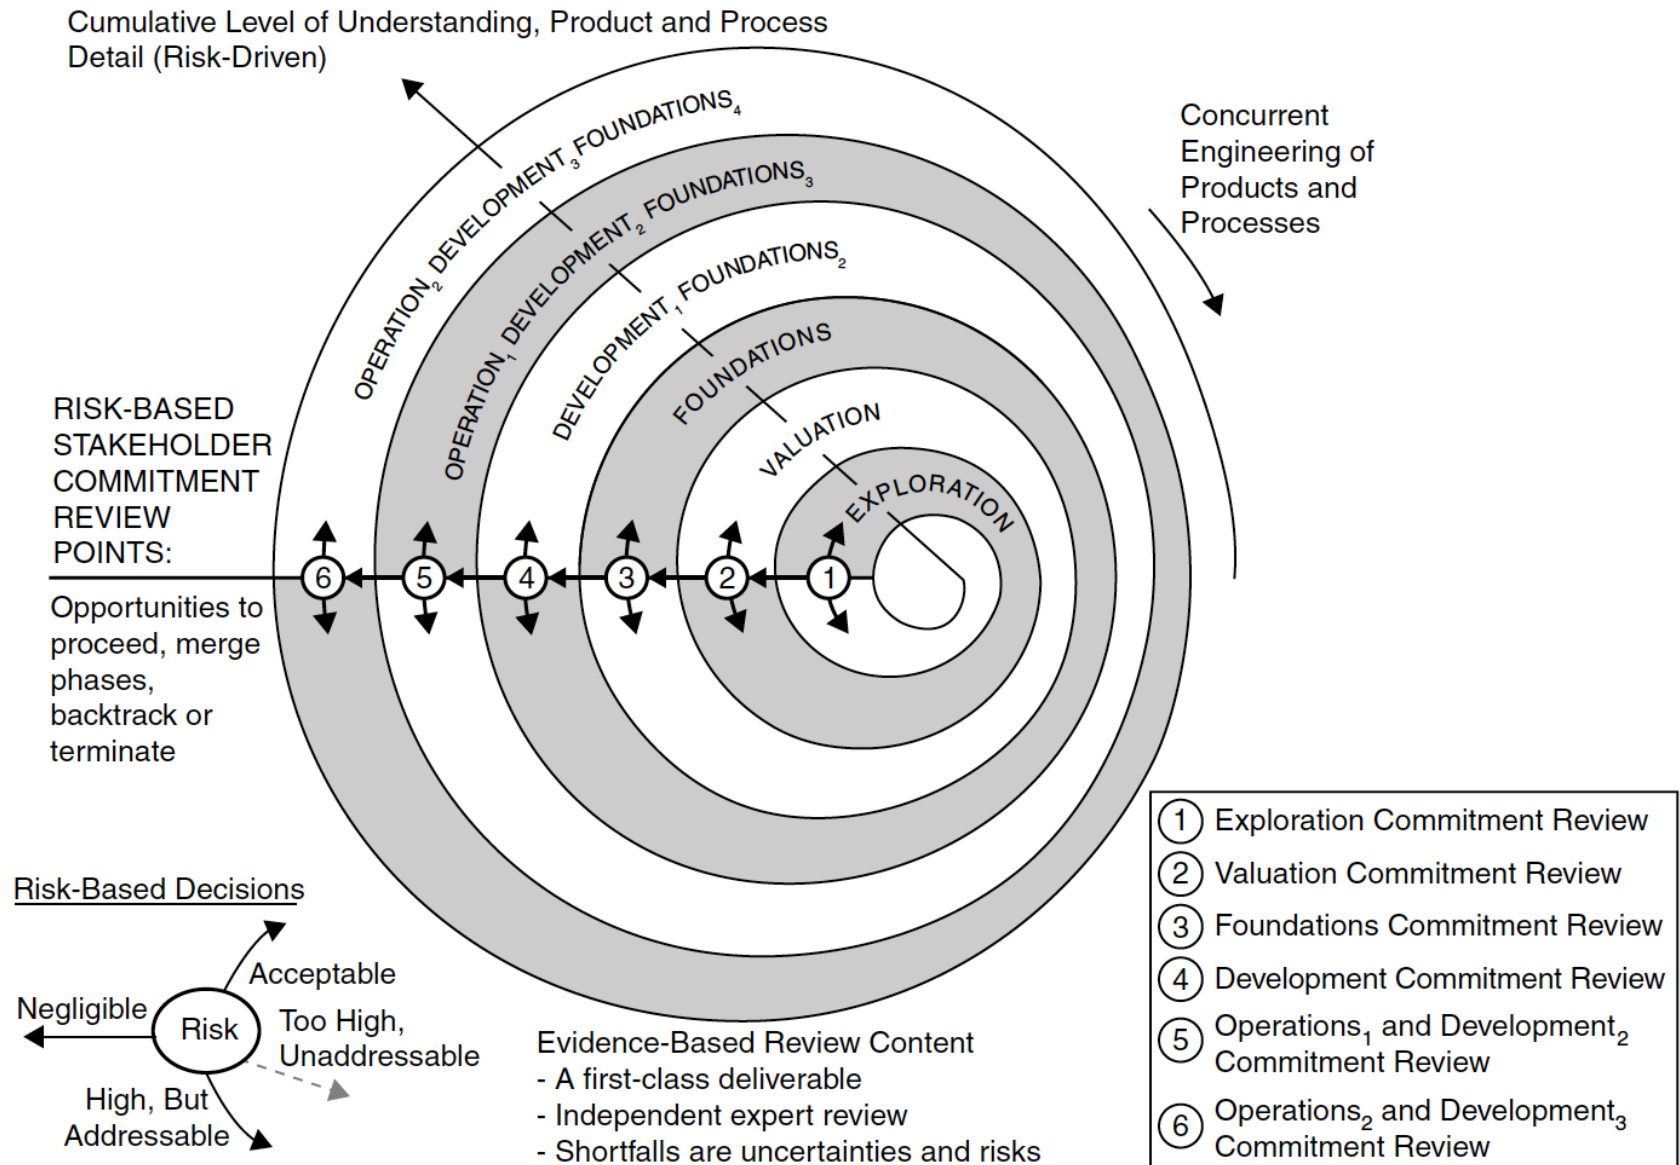 Cumulative Level of Understanding, Product and Process
Detail (Risk-Driven)
Concurrent
Engineering of
Products and
Processes
OPERATION₂ DEVELOPMENT₃ FOUNDATIONS₄
OPERATION₁ DEVELOPMENT₂ FOUNDATIONS₃
DEVELOPMENT₁ FOUNDATIONS₂
FOUNDATIONS
VALUATION
EXPLORATION
RISK-BASED
STAKEHOLDER
COMMITMENT
REVIEW
POINTS:
6 5 4 3 2 1
Opportunities to
proceed, merge
phases,
backtrack or
terminate
Risk-Based Decisions
Acceptable
Negligible
Risk
Too High,
Unaddressable
High, But
Addressable
Evidence-Based Review Content
- A first-class deliverable
- Independent expert review
- Shortfalls are uncertainties and risks
1 Exploration Commitment Review
2 Valuation Commitment Review
3 Foundations Commitment Review
4 Development Commitment Review
5 Operations₁ and Development₂
Commitment Review
6 Operations₂ and Development₃
Commitment Review